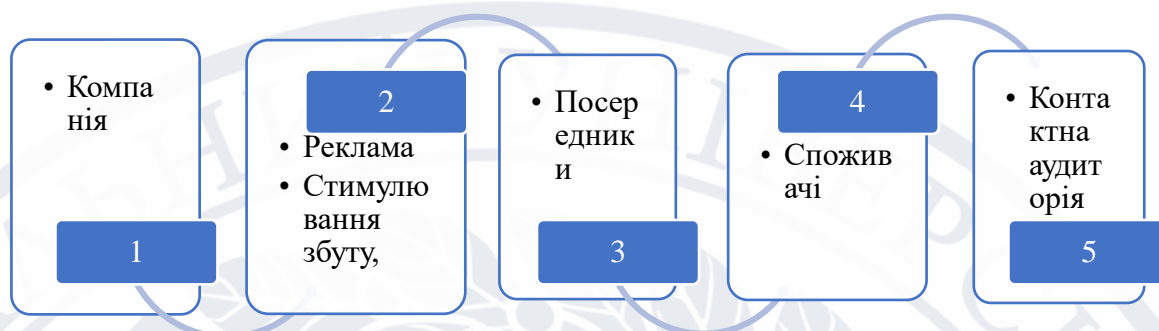 • Компа
нія
1
2
• Реклама
• Стимулю
вання
збуту,
• Посер
едник
и
3
4
• Спожив
ачі
• Конта
ктна
аудит
орія
5